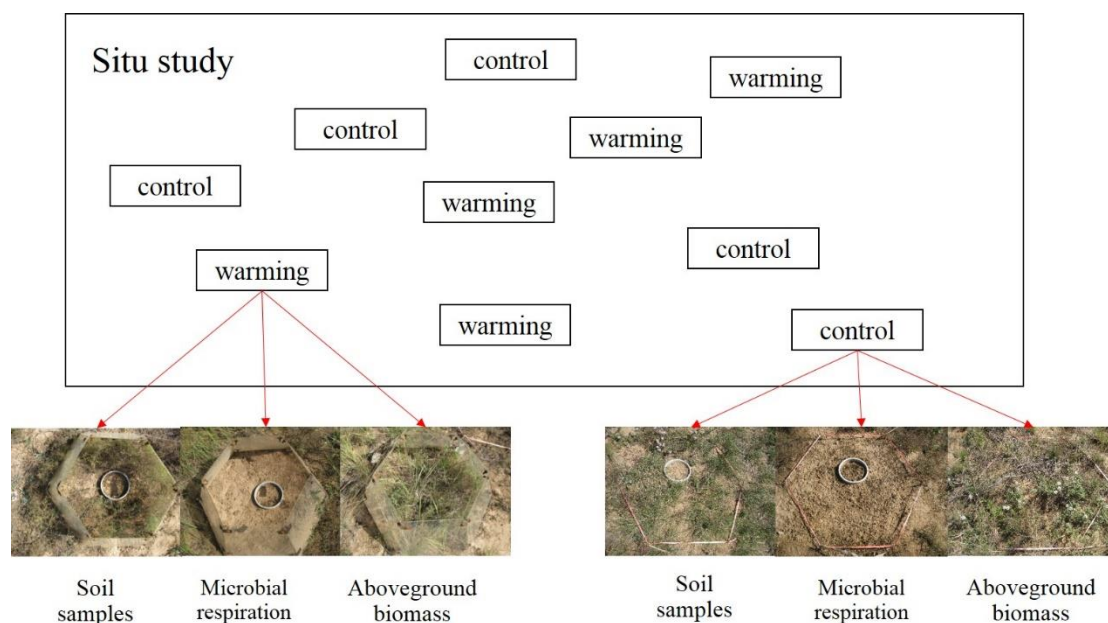 Situ study
control
warming
control
warming
control
warming
control
warming
warming
control
Soil
samples
Microbial
respiration
Aboveground
biomass
Soil
samples
Microbial
respiration
Aboveground
biomass